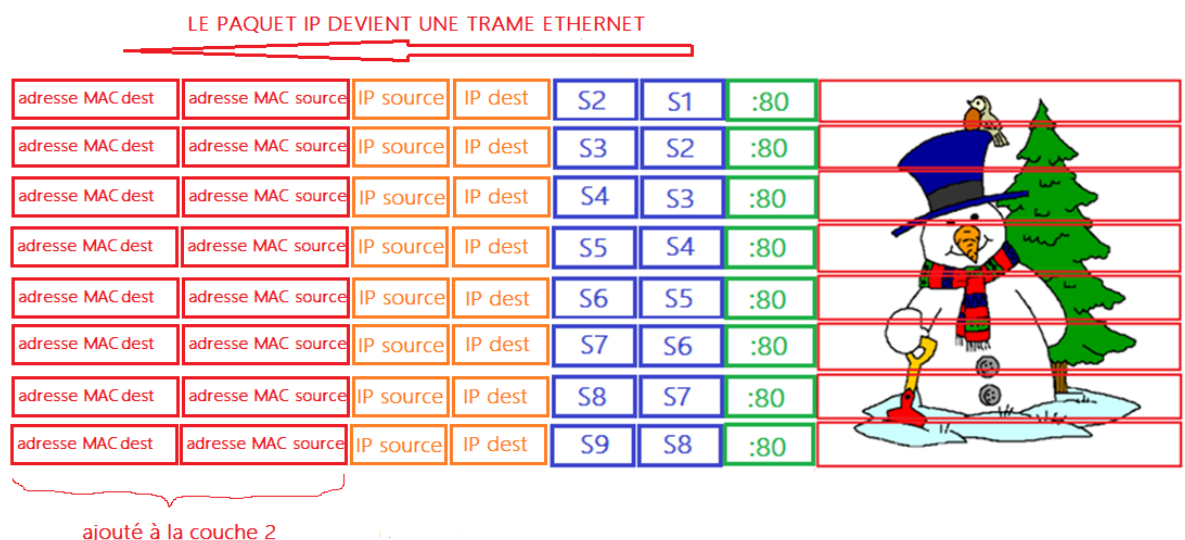 LE PAQUET IP DEVIENT UNE TRAME ETHERNET
adresse MAC dest adresse MAC source IP source IP dest S2 S1 :80
adresse MAC dest adresse MAC source IP source IP dest S3 S2 :80
adresse MAC dest adresse MAC source IP source IP dest S4 S3 :80
adresse MAC dest adresse MAC source IP source IP dest S5 S4 :80
adresse MAC dest adresse MAC source IP source IP dest S6 S5 :80
adresse MAC dest adresse MAC source IP source IP dest S7 S6 :80
adresse MAC dest adresse MAC source IP source IP dest S8 S7 :80
adresse MAC dest adresse MAC source IP source IP dest S9 S8 :80
ajouté à la couche 2